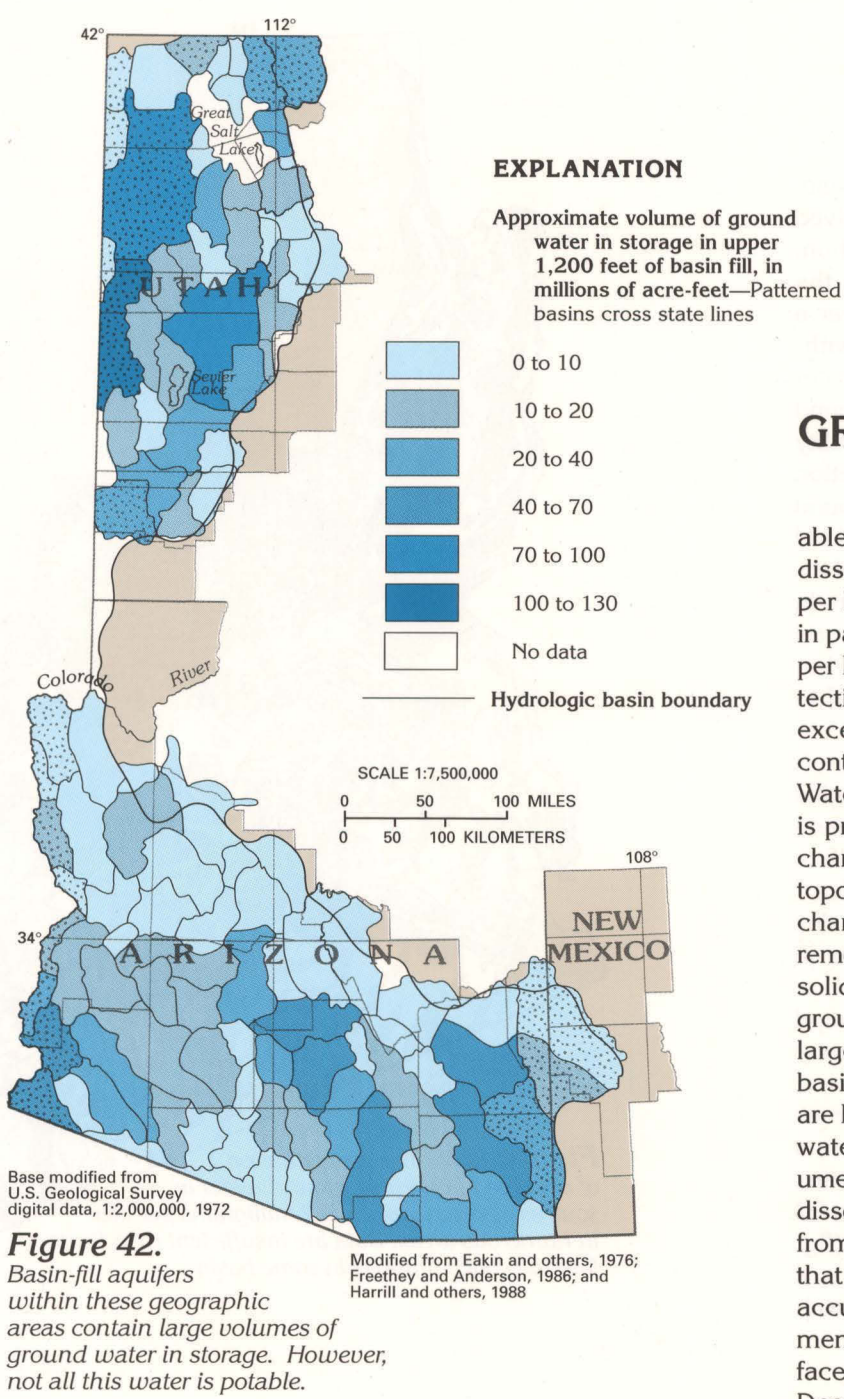 42°
112°
Great
Salt
Lake
UTAH
Sevier
Lake
EXPLANATION
Approximate volume of ground
water in storage in upper
1,200 feet of basin fill, in
millions of acre-feet—Patterned
basins cross state lines
0 to 10
10 to 20
20 to 40
40 to 70
70 to 100
100 to 130
No data
Hydrologic basin boundary
Colorado River
SCALE 1:7,500,000
0 50 100 MILES
0 50 100 KILOMETERS
108°
34°
ARIZONA
NEW
MEXICO
Base modified from
U.S. Geological Survey
digital data, 1:2,000,000, 1972
Modified from Eakin and others, 1976;
Freethey and Anderson, 1986; and
Harrill and others, 1988
Figure 42.
Basin-fill aquifers
within these geographic
areas contain large volumes of
ground water in storage. However,
not all this water is potable.
GR
able
diss
per
in pa
per
tecti
exce
cont
Wate
is pr
char
topo
char
rem
solid
grou
large
basi
are
wate
ume
diss
from
that
accu
men
face